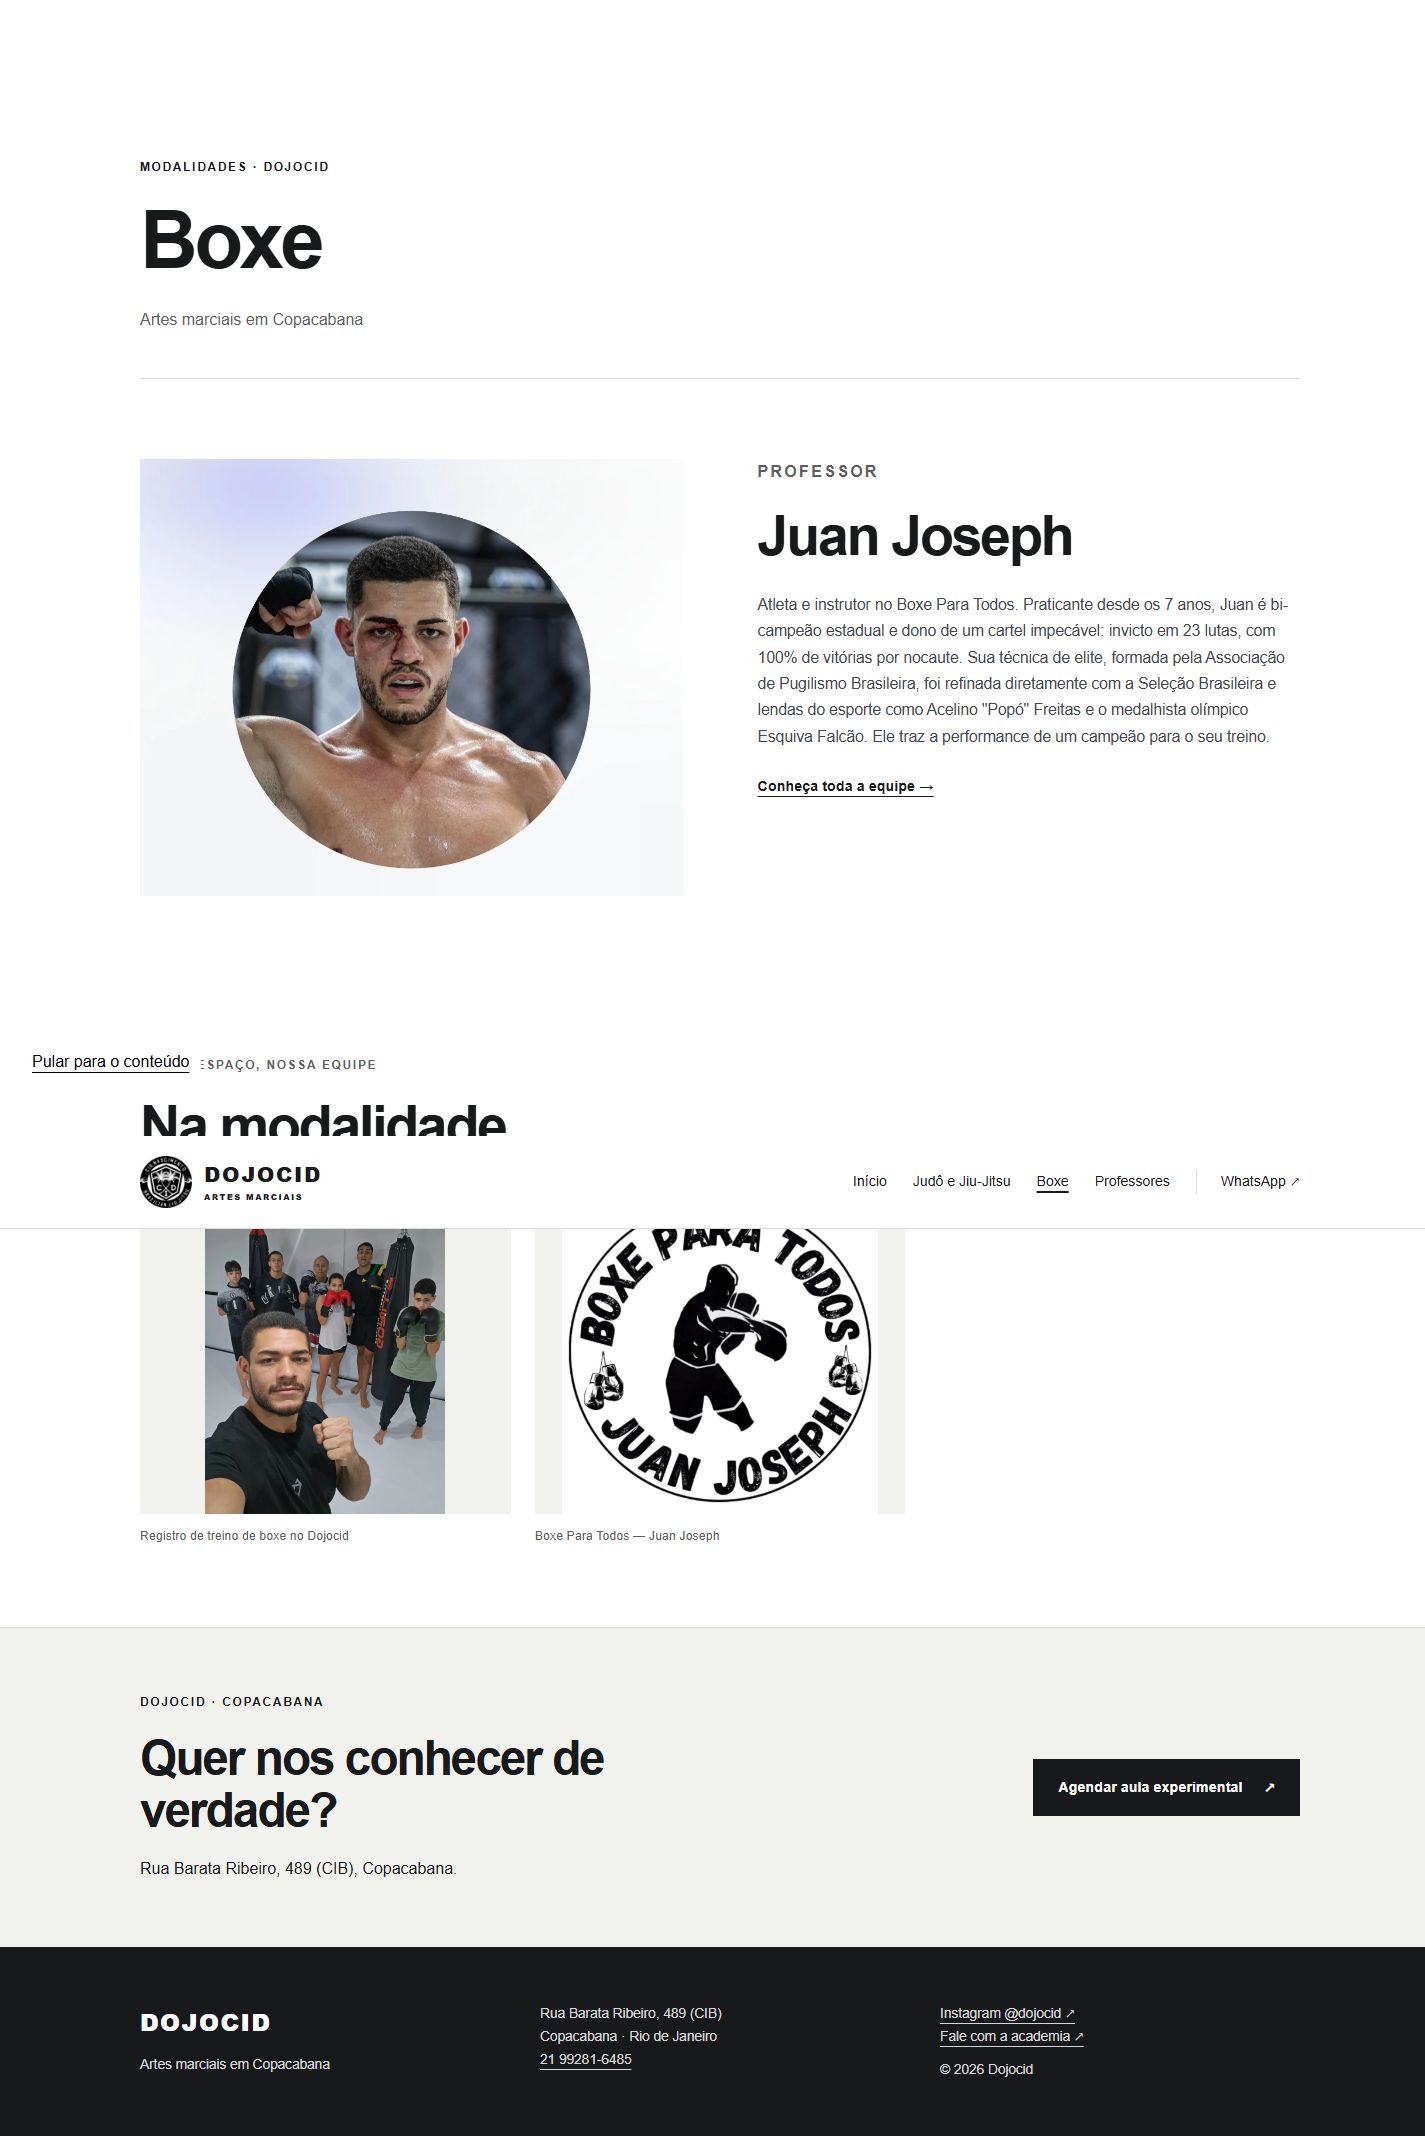 MODALIDADES · DOJOCID
Boxe
Artes marciais em Copacabana
PROFESSOR
Juan Joseph
Atleta e instrutor no Boxe Para Todos. Praticante desde os 7 anos, Juan é bi-
campeão estadual e dono de um cartel impecável: invicto em 23 lutas, com
100% de vitórias por nocaute. Sua técnica de elite, formada pela Associação
de Pugilismo Brasileira, foi refinada diretamente com a Seleção Brasileira e
lendas do esporte como Acelino "Popó" Freitas e o medalhista olímpico
Esquiva Falcão. Ele traz a performance de um campeão para o seu treino.
Conheça toda a equipe →
Pular para o conteúdo
ESPAÇO, NOSSA EQUIPE
Na modalidade
DOJOCID
ARTES MARCIAIS
Início
Judô e Jiu-Jitsu
Boxe
Professores
WhatsApp ↗
BOXE PARA TODOS
JUAN JOSEPH
Registro de treino de boxe no Dojocid
Boxe Para Todos — Juan Joseph
DOJOCID · COPACABANA
Quer nos conhecer de
verdade?
Rua Barata Ribeiro, 489 (CIB), Copacabana.
Agendar aula experimental ↗
DOJOCID
Artes marciais em Copacabana
Rua Barata Ribeiro, 489 (CIB)
Copacabana · Rio de Janeiro
21 99281-6485
Instagram @dojocid ↗
Fale com a academia ↗
© 2026 Dojocid